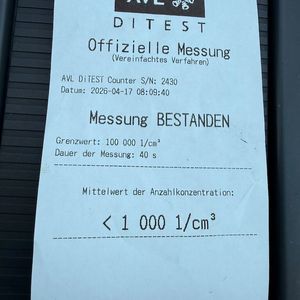 AVL
DiTEST
Offizielle Messung
(Vereinfachtes Verfahren)
AVL DiTEST Counter S/N: 2430
Datum: 2026-04-17 08:09:40
Messung BESTANDEN
Grenzwert: 100 000 1/cm³
Dauer der Messung: 40 s
Mittelwert der Anzahlkonzentration:
< 1 000 1/cm³